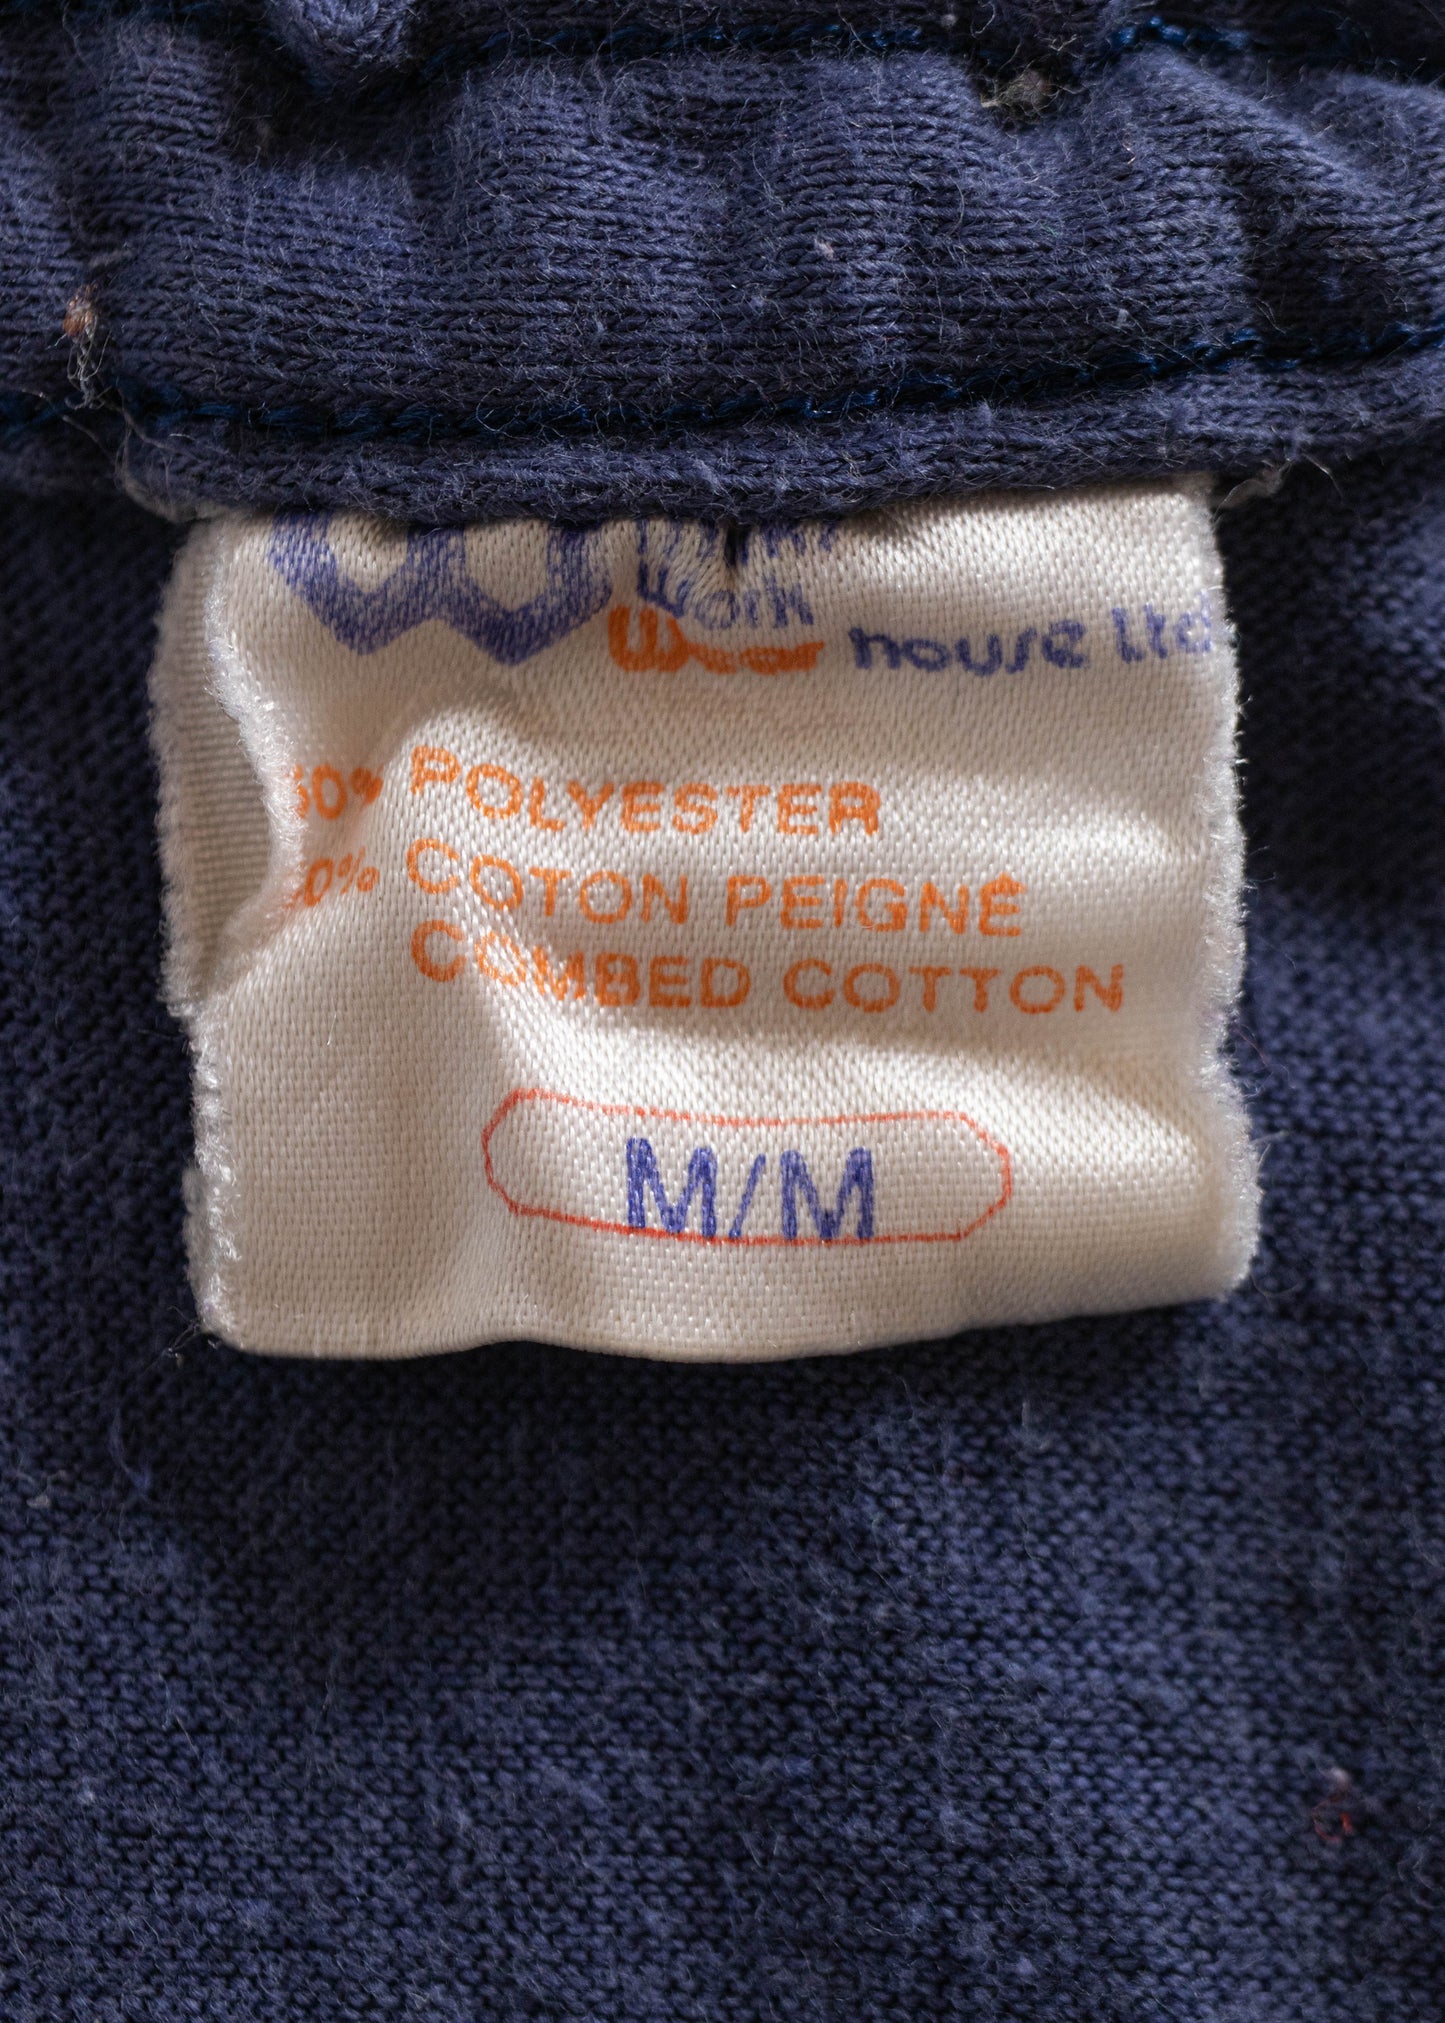 Work
Wear house Ltd
POLYESTER
COTON PEIGNÉ
COMBED COTTON
M/M